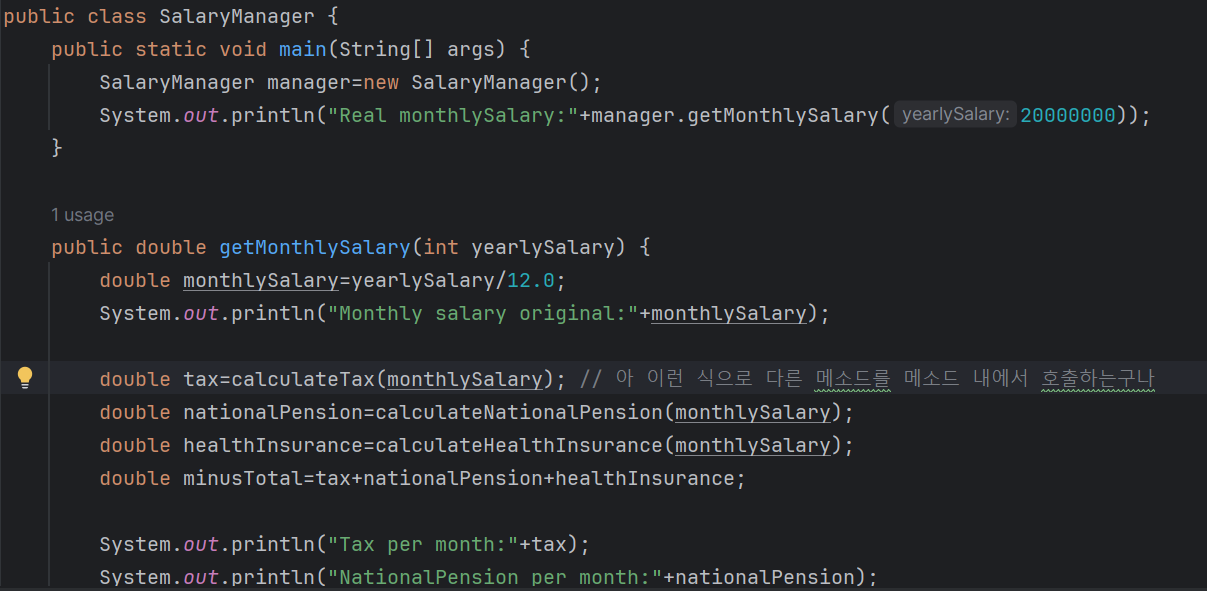 public class SalaryManager {
public static void main(String[] args) {
SalaryManager manager=new SalaryManager();
System.out.println("Real monthlySalary:"+manager.getMonthlySalary( yearlySalary: 20000000));
}
1 usage
public double getMonthlySalary(int yearlySalary) {
double monthlySalary=yearlySalary/12.0;
System.out.println("Monthly salary original:"+monthlySalary);
double tax=calculateTax(monthlySalary); // 아 이런 식으로 다른 메소드를 메소드 내에서 호출하는구나
double nationalPension=calculateNationalPension(monthlySalary);
double healthInsurance=calculateHealthInsurance(monthlySalary);
double minusTotal=tax+nationalPension+healthInsurance;
System.out.println("Tax per month:"+tax);
System.out.println("NationalPension per month:"+nationalPension);